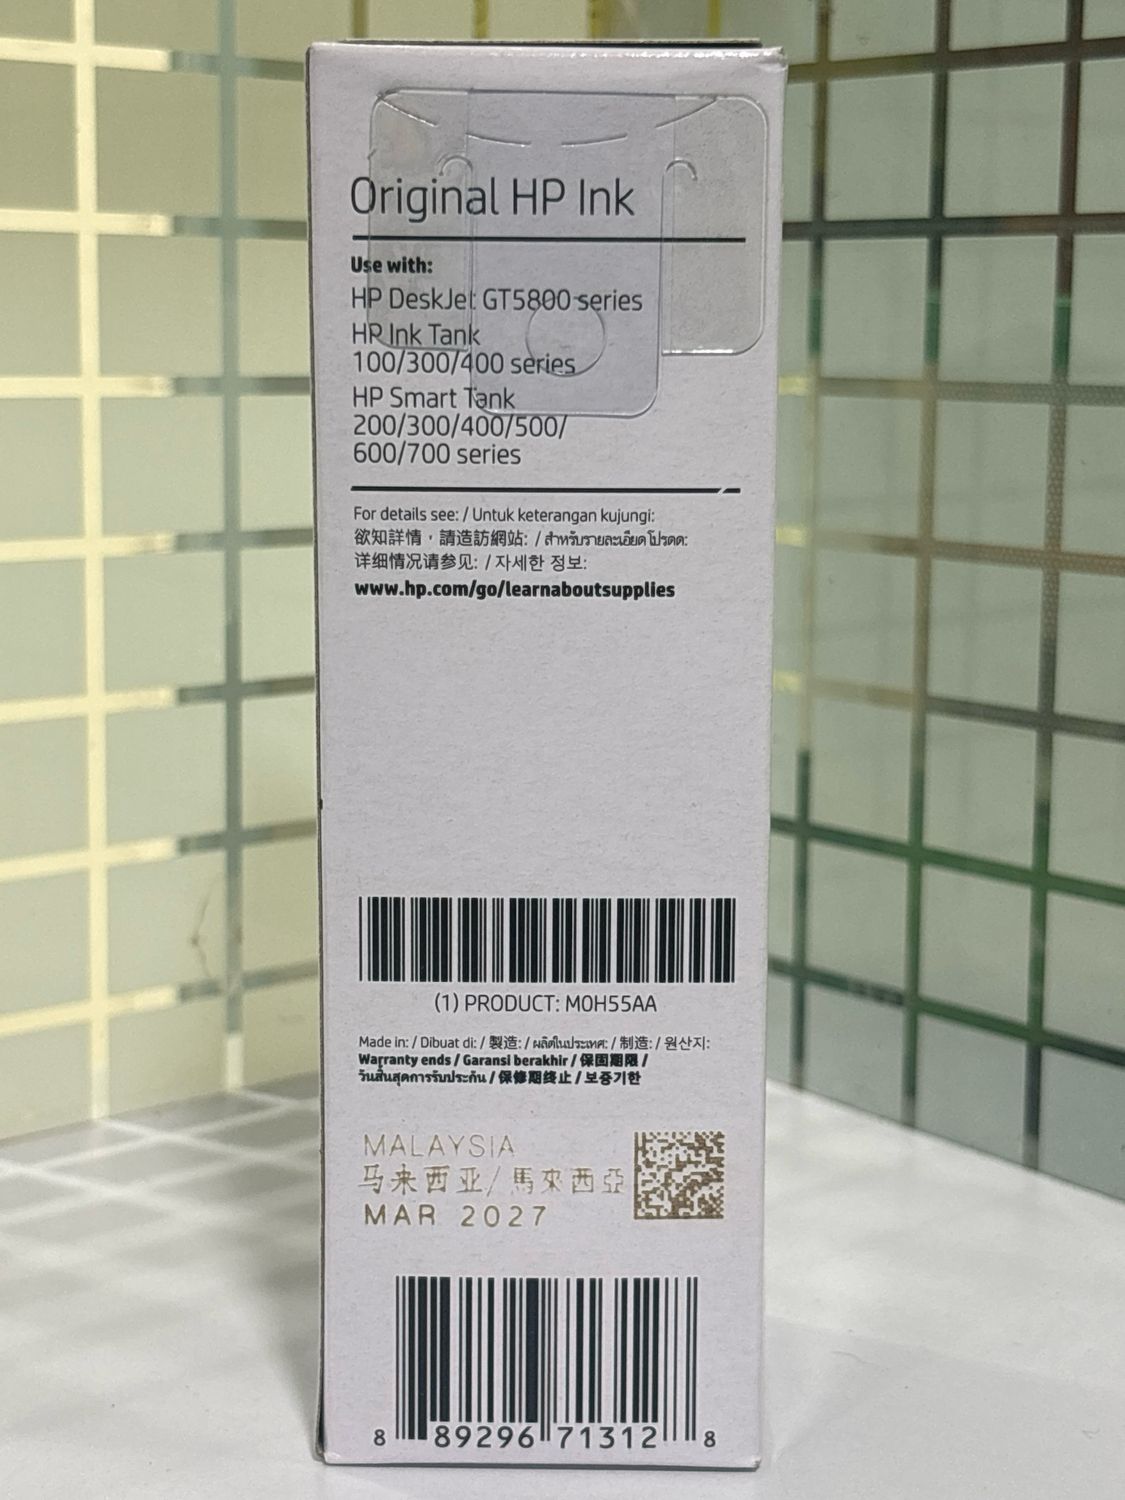 Original HP Ink
Use with:
HP DeskJet GT5800 series
HP Ink Tank
100/300/400 series
HP Smart Tank
200/300/400/500/
600/700 series
For details see: / Untuk keterangan kujungi:
欲知詳情，請造訪網站: / สำหรับรายละเอียดโปรดด:
详细情况请参见: / 자세한 정보:
www.hp.com/go/learnaboutsupplies
(1) PRODUCT: M0H55AA
Made in: / Dibuat di: / 製造: / ผลิตในประเทศ: / 制造: / 원산지:
Warranty ends / Garansi berakhir / 保固期限 /
วันสิ้นสุดการรับประกัน / 保修期终止 / 보증기한
MALAYSIA
马来西亚/馬來西亞
MAR 2027
8 89296 71312 8